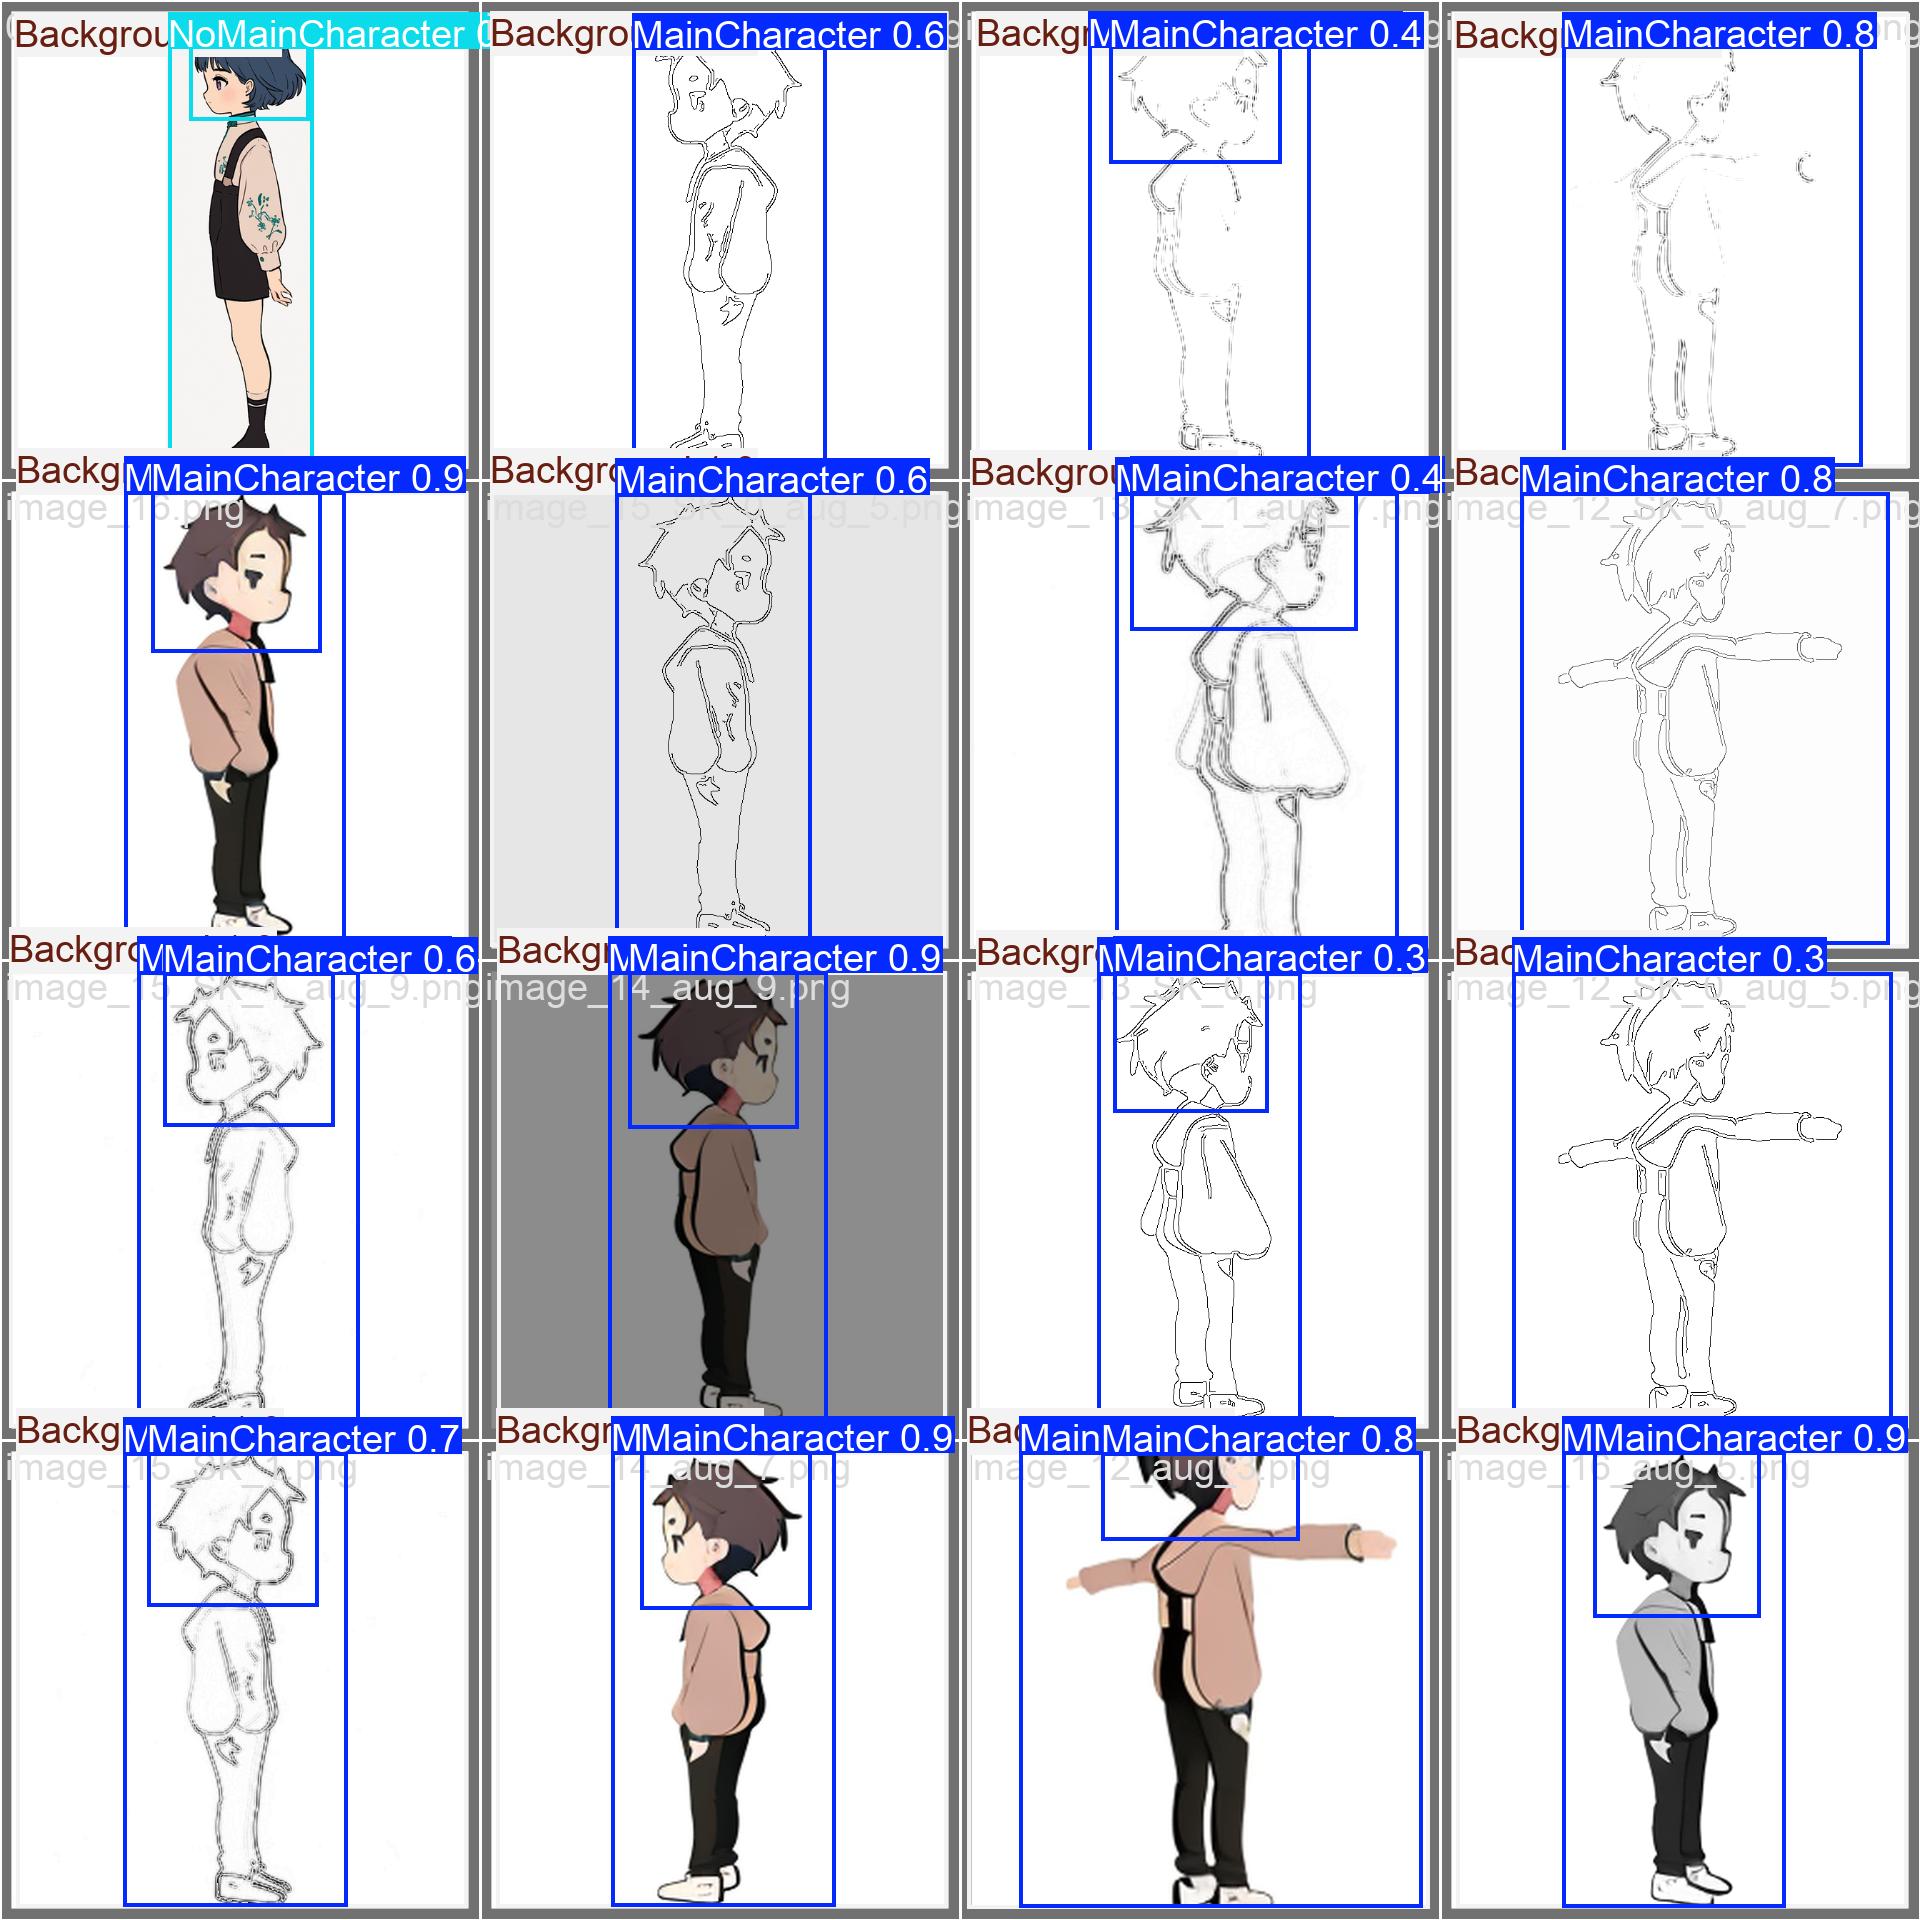 Backgrou NoMainCharacter 0
Backgro MainCharacter 0.6
Backgr MMainCharacter 0.4
Backg MainCharacter 0.8
Backg MMainCharacter 0.9
image_16.png
Backgro MainCharacter 0.6
image_15_SK_ _aug_5.png
Backgrou MMainCharacter 0.4
image_13_SK_1_aug_7.png
Bac MainCharacter 0.8
image_12_SK_0_aug_7.png
Backgro MMainCharacter 0.6
image_15_SK_1_aug_9.png
Backgr MMainCharacter 0.9
image_14_aug_9.png
Backgr MMainCharacter 0.3
image_13_SK_0.png
Bac MainCharacter 0.3
image_12_SK_0_aug_5.png
Backg MMainCharacter 0.7
image_15_SK_1.png
Backgr MMainCharacter 0.9
image_14_aug_7.png
Bac MainMainCharacter 0.8
image_12_aug_3.png
Backg MMainCharacter 0.9
image_16_aug_5.png